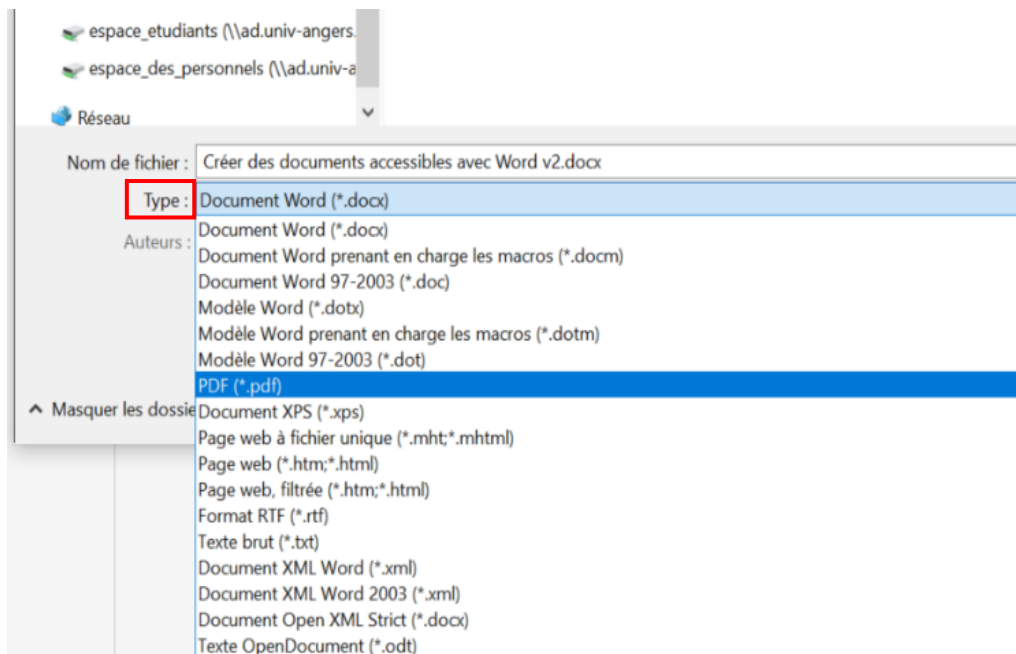 espace_etudiants (\\ad.univ-angers.
espace_des_personnels (\\ad.univ-a
Réseau
Nom de fichier : Créer des documents accessibles avec Word v2.docx
Type : Document Word (*.docx)
Auteurs :
Document Word (*.docx)
Document Word prenant en charge les macros (*.docm)
Document Word 97-2003 (*.doc)
Modèle Word (*.dotx)
Modèle Word prenant en charge les macros (*.dotm)
Modèle Word 97-2003 (*.dot)
PDF (*.pdf)
Masquer les dossie
Document XPS (*.xps)
Page web à fichier unique (*.mht;*.mhtml)
Page web (*.htm;*.html)
Page web, filtrée (*.htm;*.html)
Format RTF (*.rtf)
Texte brut (*.txt)
Document XML Word (*.xml)
Document XML Word 2003 (*.xml)
Document Open XML Strict (*.docx)
Texte OpenDocument (*.odt)